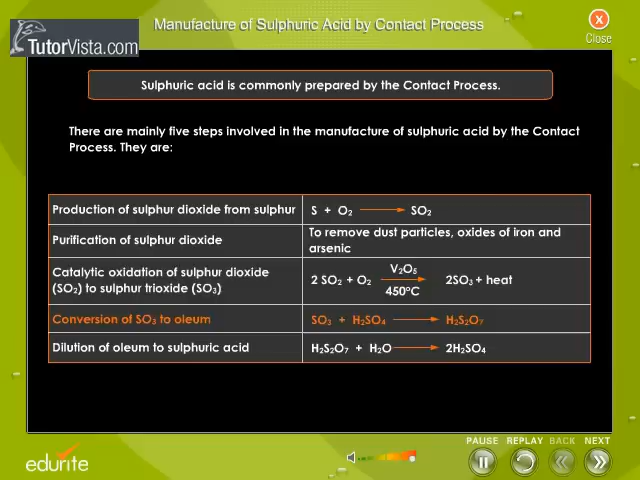 Manufacture of Sulphuric Acid by Contact Process
X
Close
TutorVista.com
Sulphuric acid is commonly prepared by the Contact Process.
There are mainly five steps involved in the manufacture of sulphuric acid by the Contact
Process. They are:
Production of sulphur dioxide from sulphur S + O₂ ⟶ SO₂
Purification of sulphur dioxide To remove dust particles, oxides of iron and
arsenic
Catalytic oxidation of sulphur dioxide
(SO₂) to sulphur trioxide (SO₃)
V₂O₅
2 SO₂ + O₂ ⟶ 2SO₃ + heat
450°C
Conversion of SO₃ to oleum SO₃ + H₂SO₄ ⟶ H₂S₂O₇
Dilution of oleum to sulphuric acid H₂S₂O₇ + H₂O ⟶ 2H₂SO₄
PAUSE REPLAY BACK NEXT
edurite